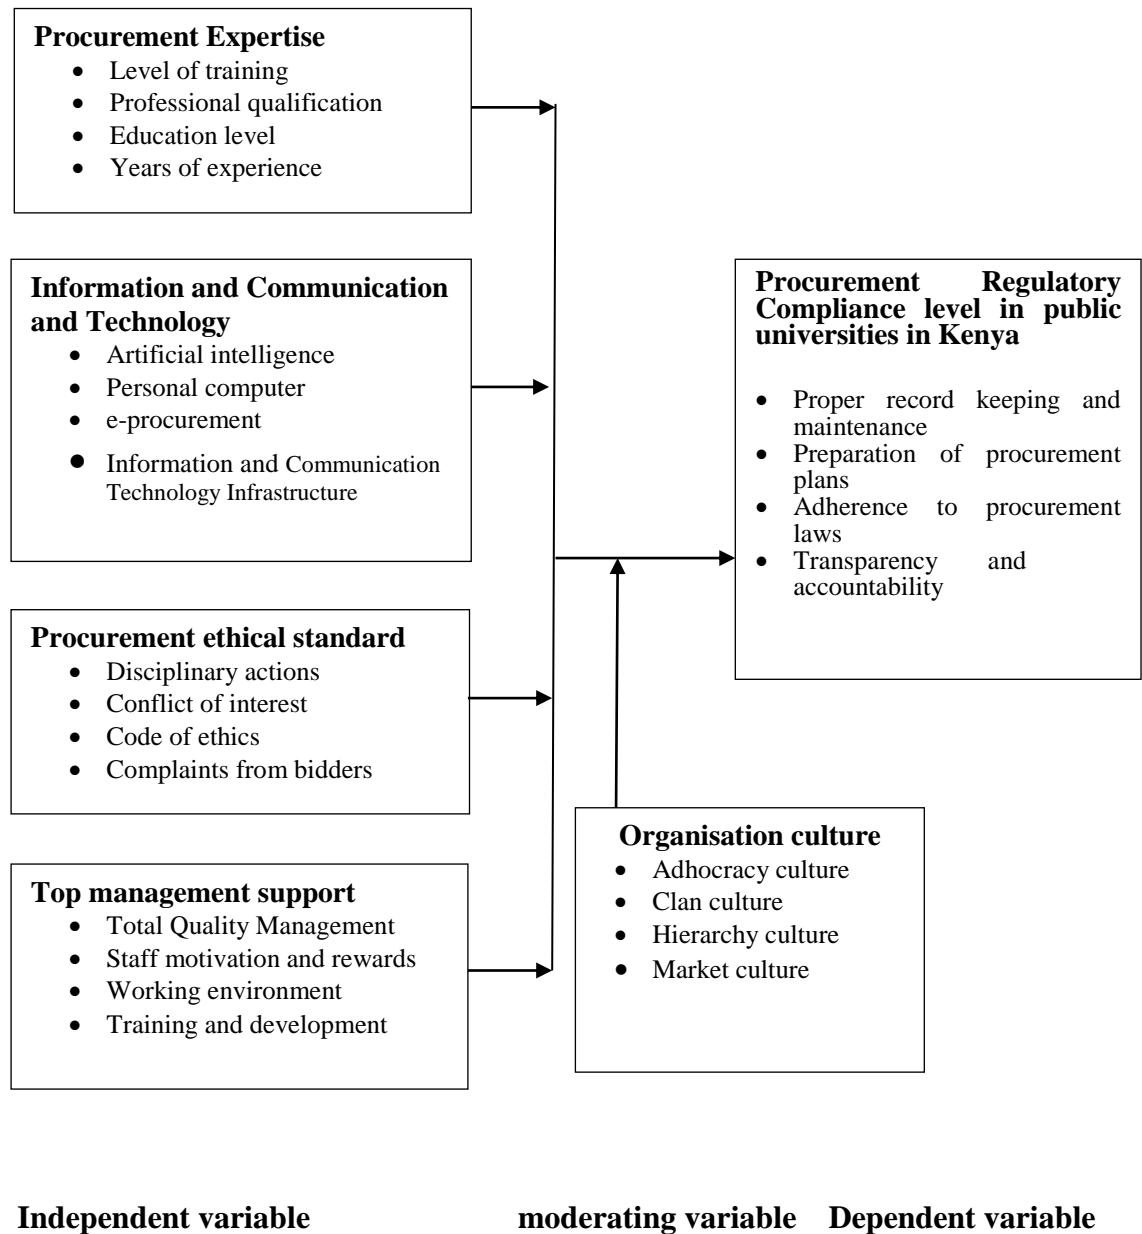 Procurement Expertise
• Level of training
• Professional qualification
• Education level
• Years of experience
Information and Communication
and Technology
• Artificial intelligence
• Personal computer
• e-procurement
• Information and Communication
Technology Infrastructure
Procurement ethical standard
• Disciplinary actions
• Conflict of interest
• Code of ethics
• Complaints from bidders
Top management support
• Total Quality Management
• Staff motivation and rewards
• Working environment
• Training and development
Procurement Regulatory
Compliance level in public
universities in Kenya
• Proper record keeping and
maintenance
• Preparation of procurement
plans
• Adherence to procurement
laws
• Transparency and
accountability
Organisation culture
• Adhocracy culture
• Clan culture
• Hierarchy culture
• Market culture
Independent variable moderating variable Dependent variable